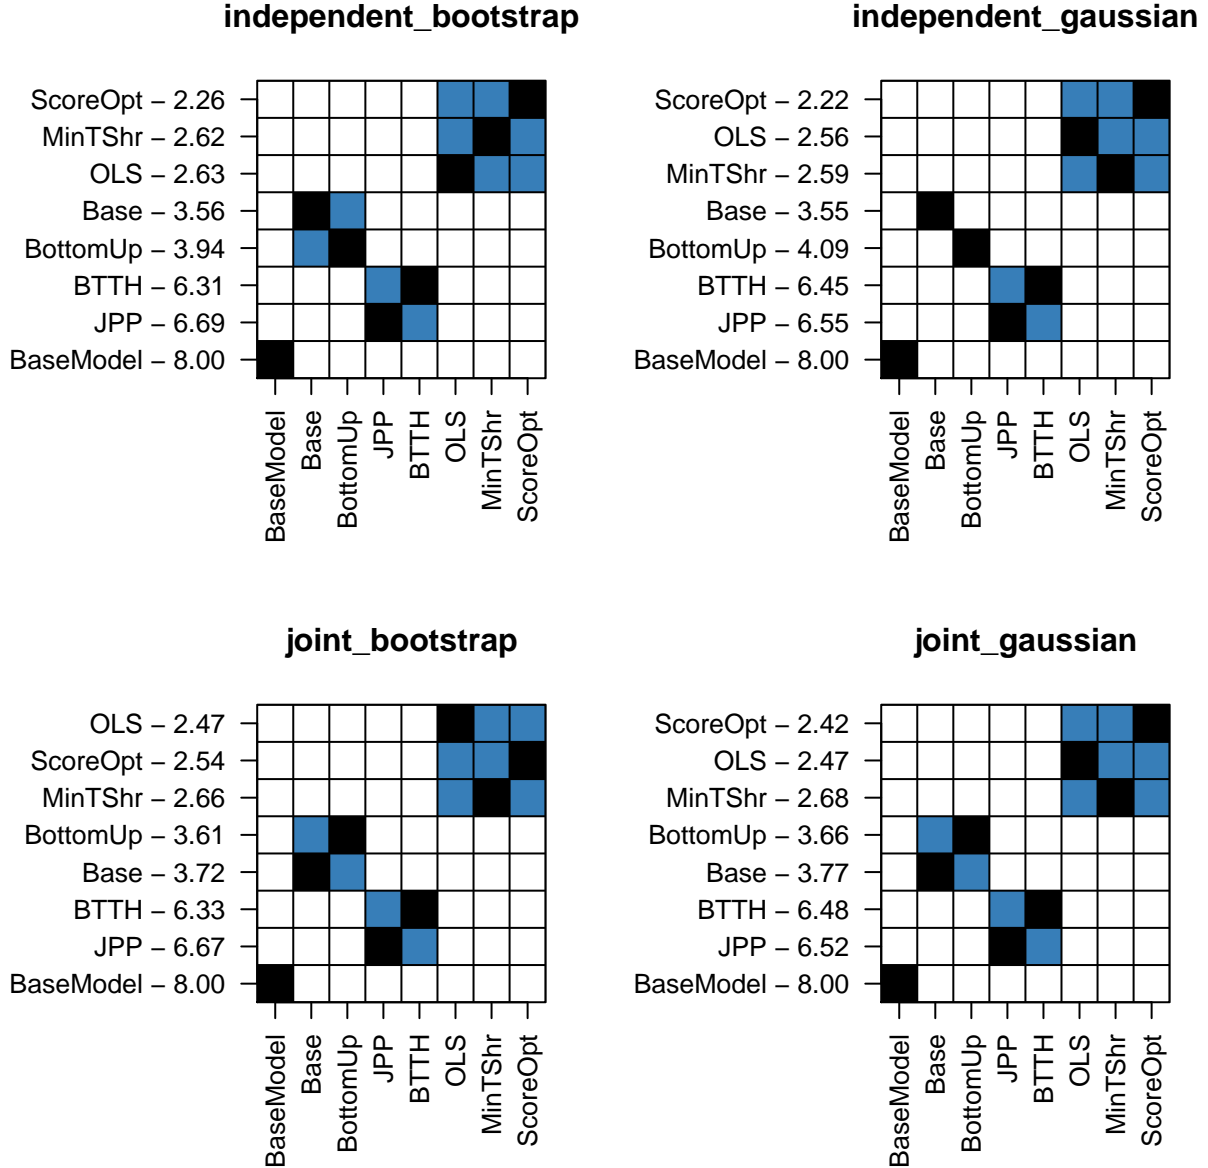 independent_bootstrap
ScoreOpt – 2.26
MinTShr – 2.62
OLS – 2.63
Base – 3.56
BottomUp – 3.94
BTTH – 6.31
JPP – 6.69
BaseModel – 8.00
BaseModel
Base
BottomUp
JPP
BTTH
OLS
MinTShr
ScoreOpt
independent_gaussian
ScoreOpt – 2.22
OLS – 2.56
MinTShr – 2.59
Base – 3.55
BottomUp – 4.09
BTTH – 6.45
JPP – 6.55
BaseModel – 8.00
BaseModel
Base
BottomUp
JPP
BTTH
OLS
MinTShr
ScoreOpt
joint_bootstrap
OLS – 2.47
ScoreOpt – 2.54
MinTShr – 2.66
BottomUp – 3.61
Base – 3.72
BTTH – 6.33
JPP – 6.67
BaseModel – 8.00
BaseModel
Base
BottomUp
JPP
BTTH
OLS
MinTShr
ScoreOpt
joint_gaussian
ScoreOpt – 2.42
OLS – 2.47
MinTShr – 2.68
BottomUp – 3.66
Base – 3.77
BTTH – 6.48
JPP – 6.52
BaseModel – 8.00
BaseModel
Base
BottomUp
JPP
BTTH
OLS
MinTShr
ScoreOpt